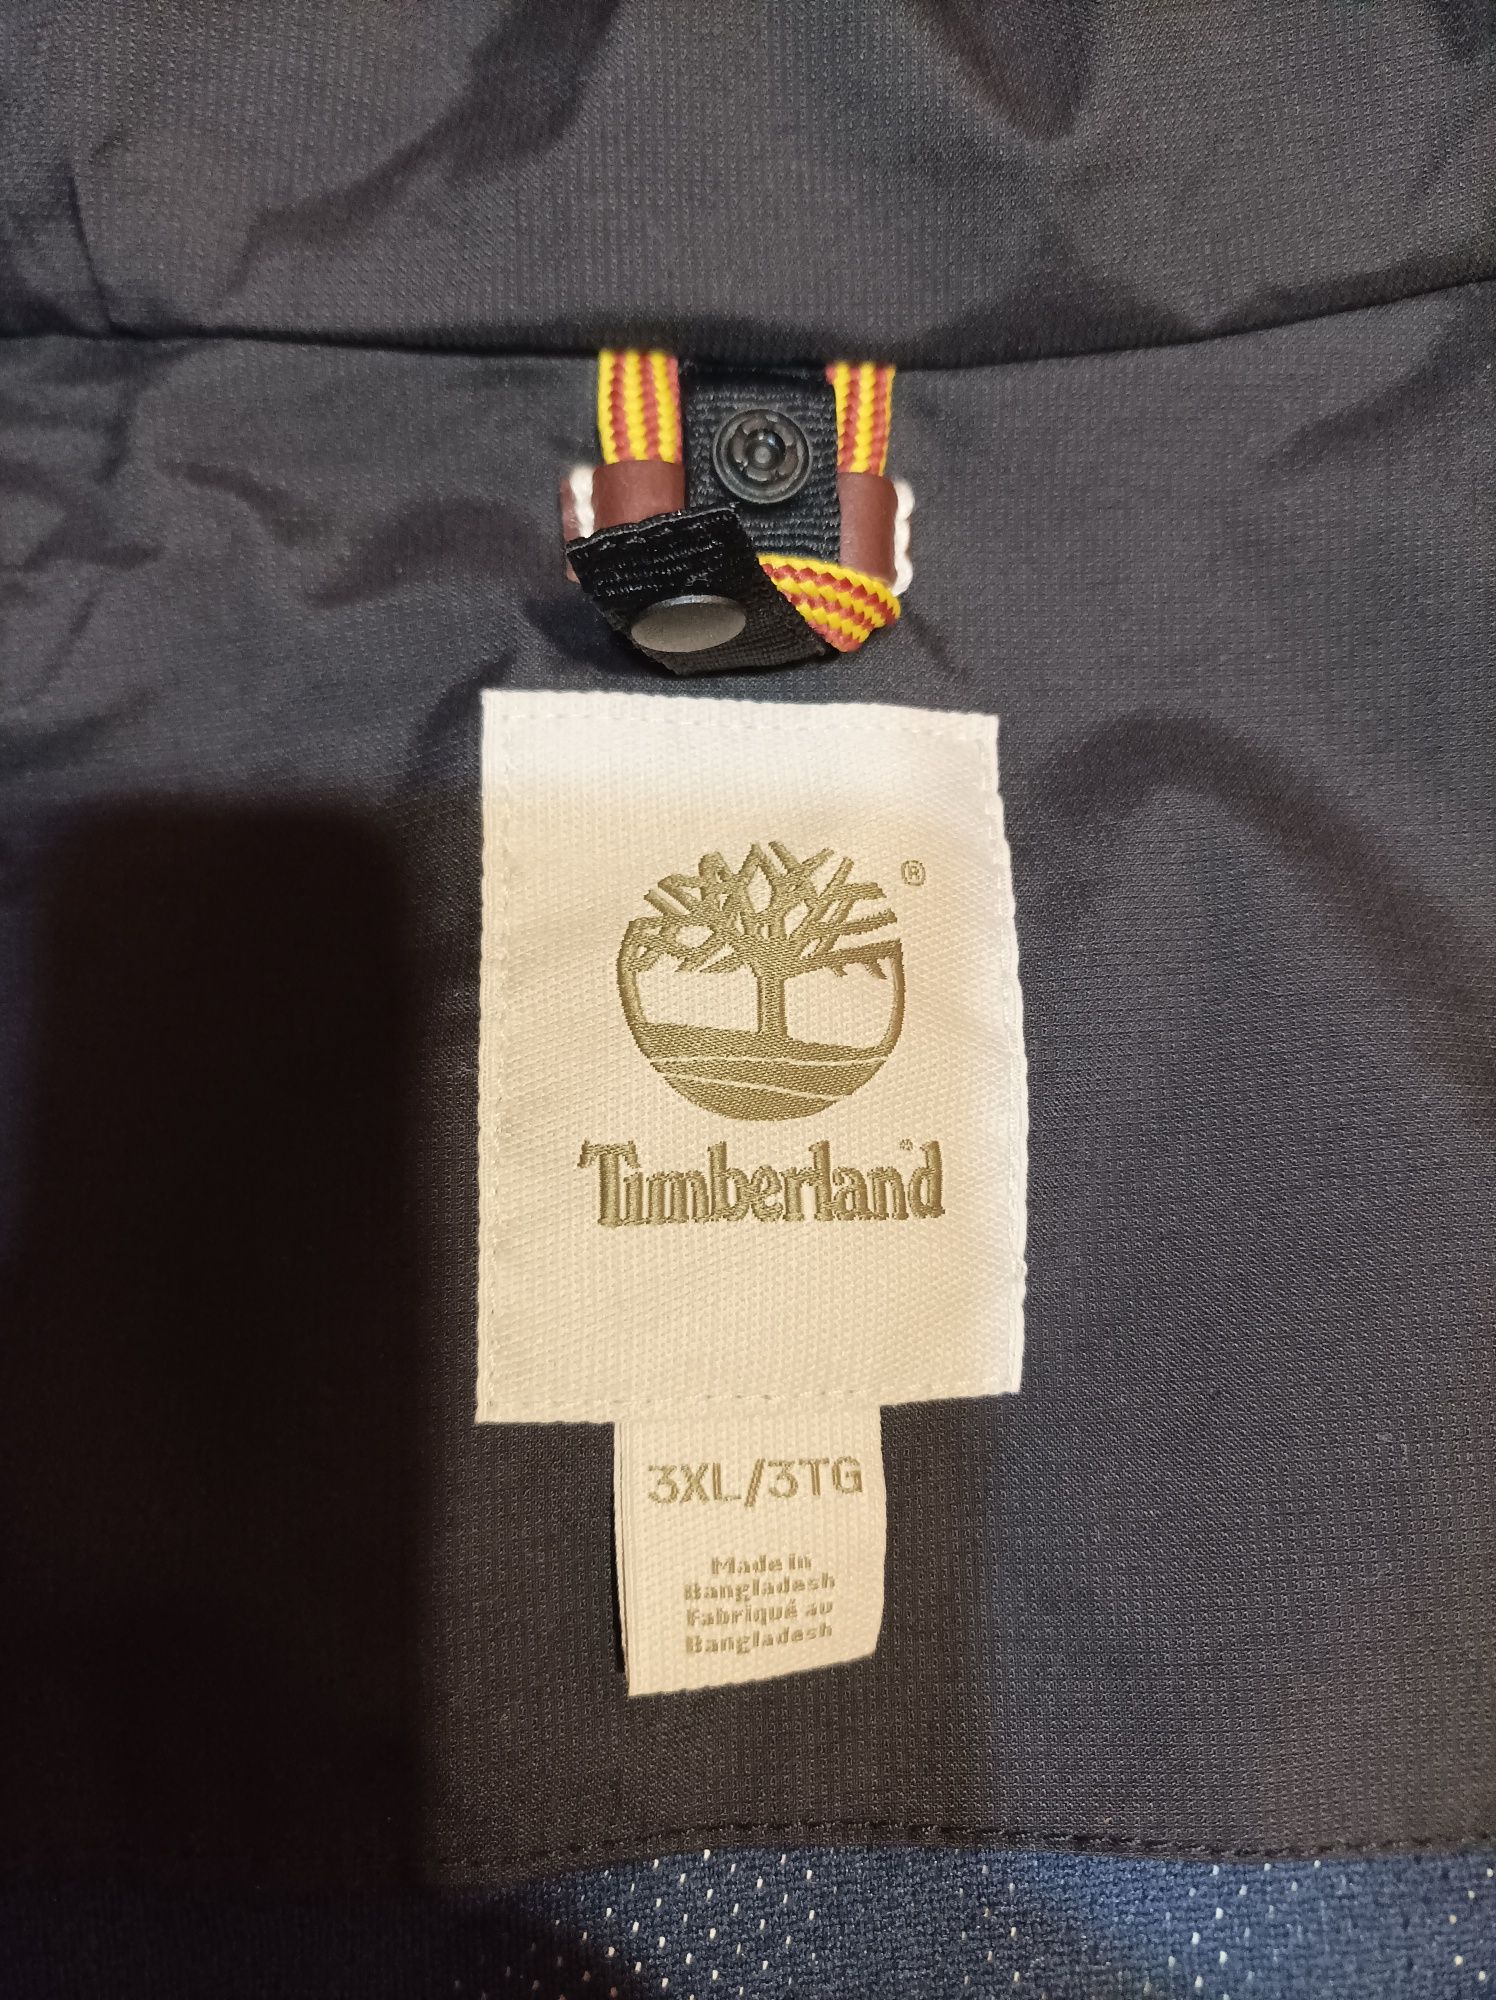 ®
Timberland®
3XL/3TG
Made in
Bangladesh
Fabriqué au
Bangladesh